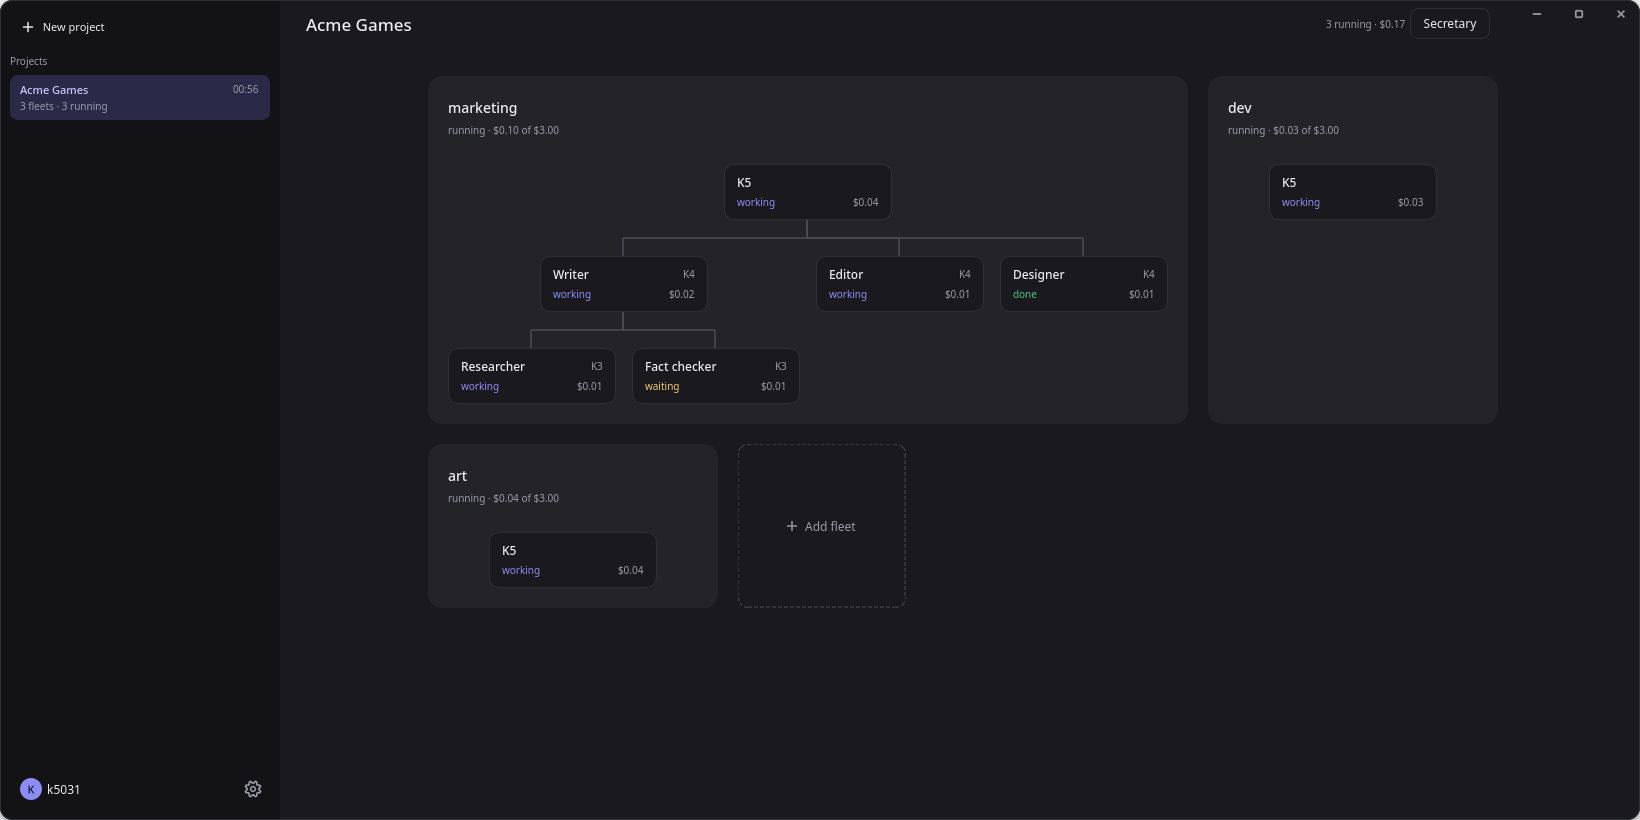 New project
Projects
Acme Games 00:56
3 fleets · 3 running
k5031
Acme Games
3 running · $0.17 Secretary
marketing
running · $0.10 of $3.00
K5
working $0.04
Writer K4
working $0.02
Editor K4
working $0.01
Designer K4
done $0.01
Researcher K3
working $0.01
Fact checker K3
waiting $0.01
dev
running · $0.03 of $3.00
K5
working $0.03
art
running · $0.04 of $3.00
K5
working $0.04
Add fleet
K